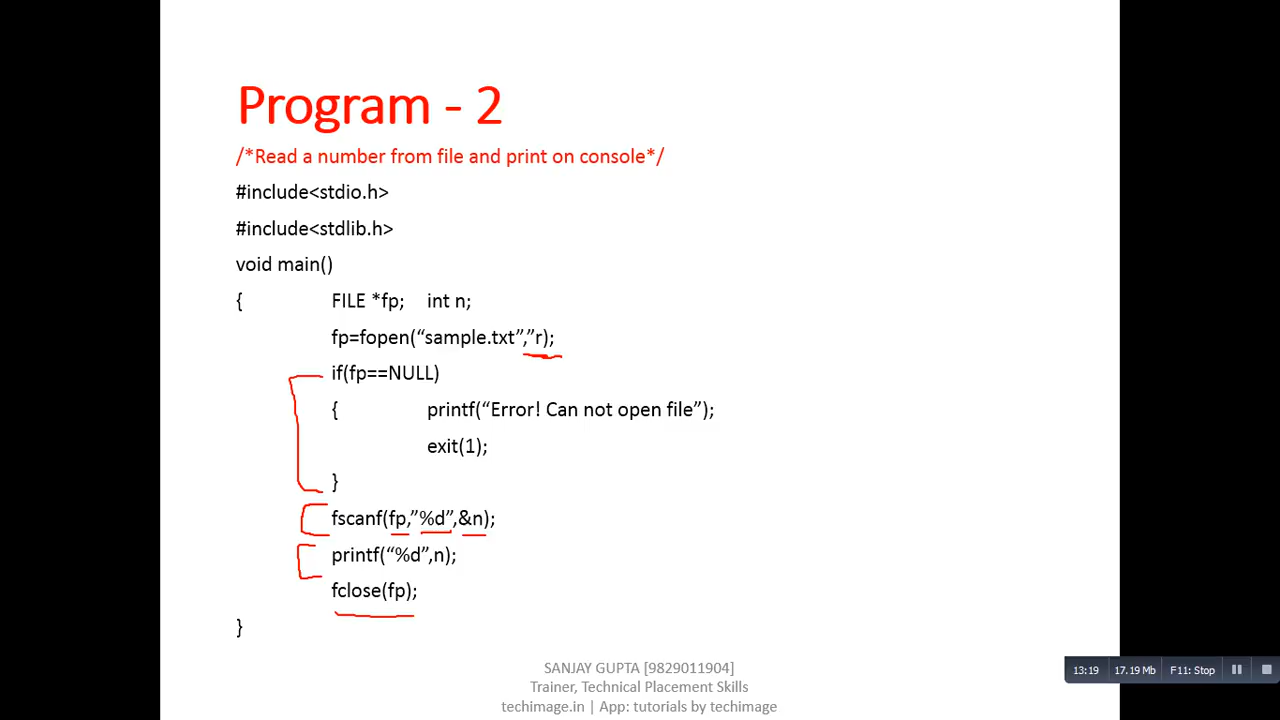 Program - 2
/*Read a number from file and print on console*/
#include<stdio.h>
#include<stdlib.h>
void main()
{ FILE *fp; int n;
fp=fopen(“sample.txt”,”r);
if(fp==NULL)
{ printf(“Error! Can not open file”);
exit(1);
}
fscanf(fp,”%d”,&n);
printf(“%d”,n);
fclose(fp);
}
SANJAY GUPTA [9829011904]
Trainer, Technical Placement Skills
techimage.in | App: tutorials by techimage
13:19 17.19 Mb F11: Stop